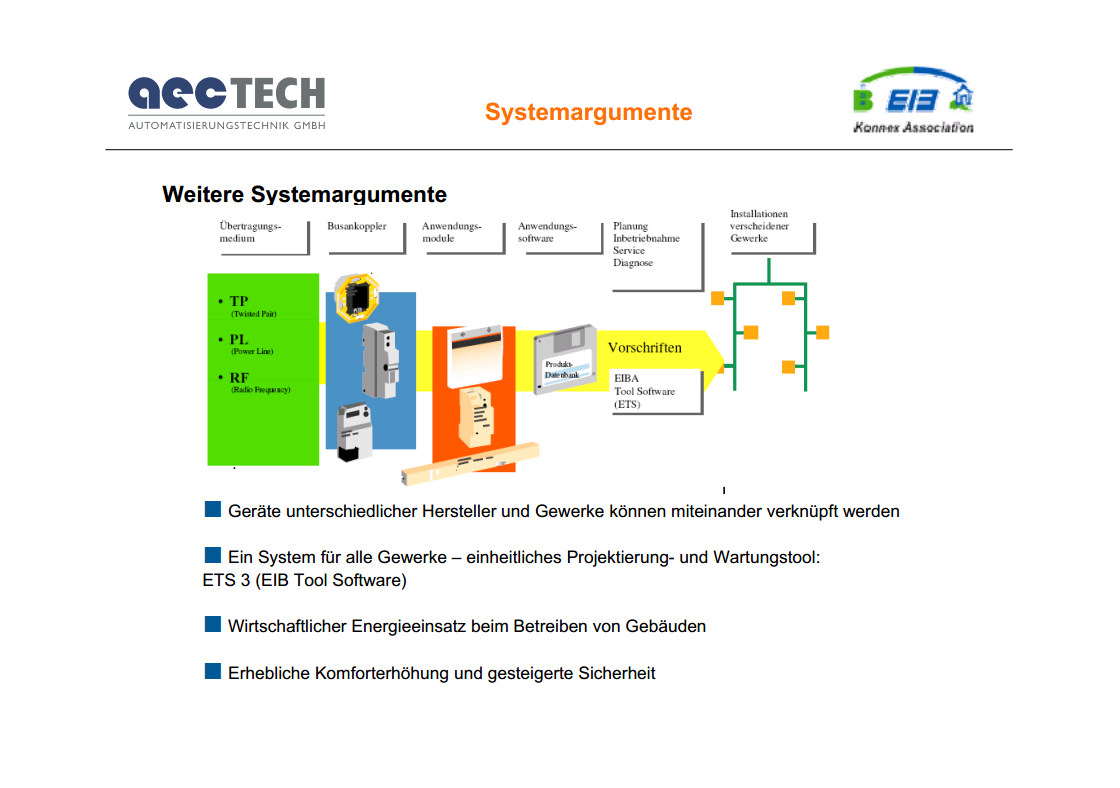 aecTECH
AUTOMATISIERUNGSTECHNIK GMBH
Systemargumente
B EIB
Konnex Association
Weitere Systemargumente
Übertragungs-
medium
Busankoppler
Anwendungs-
module
Anwendungs-
software
Planung
Inbetriebnahme
Service
Diagnose
Installationen
verscheidener
Gewerke
• TP
(Twisted Pair)
• PL
(Power Line)
• RF
(Radio Frequency)
Produkt-
Datenbank
Vorschriften
EIBA
Tool Software
(ETS)
Geräte unterschiedlicher Hersteller und Gewerke können miteinander verknüpft werden
Ein System für alle Gewerke – einheitliches Projektierung- und Wartungstool:
ETS 3 (EIB Tool Software)
Wirtschaftlicher Energieeinsatz beim Betreiben von Gebäuden
Erhebliche Komforterhöhung und gesteigerte Sicherheit